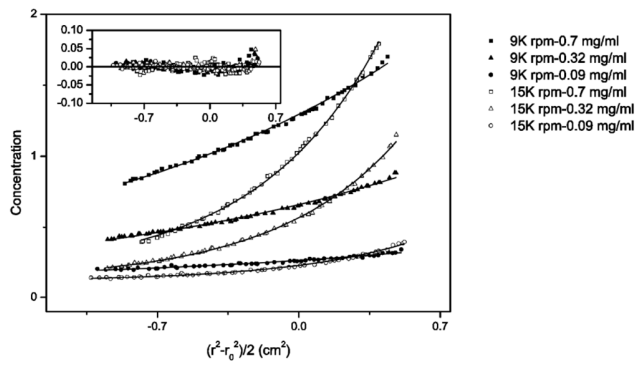 2
1
0
Concentration
-0.7
0.0
0.7
(r²-r₀²)/2 (cm²)
0.10
0.05
0.00
-0.05
-0.10
-0.7
0.0
0.7
9K rpm-0.7 mg/ml
9K rpm-0.32 mg/ml
9K rpm-0.09 mg/ml
15K rpm-0.7 mg/ml
15K rpm-0.32 mg/ml
15K rpm-0.09 mg/ml